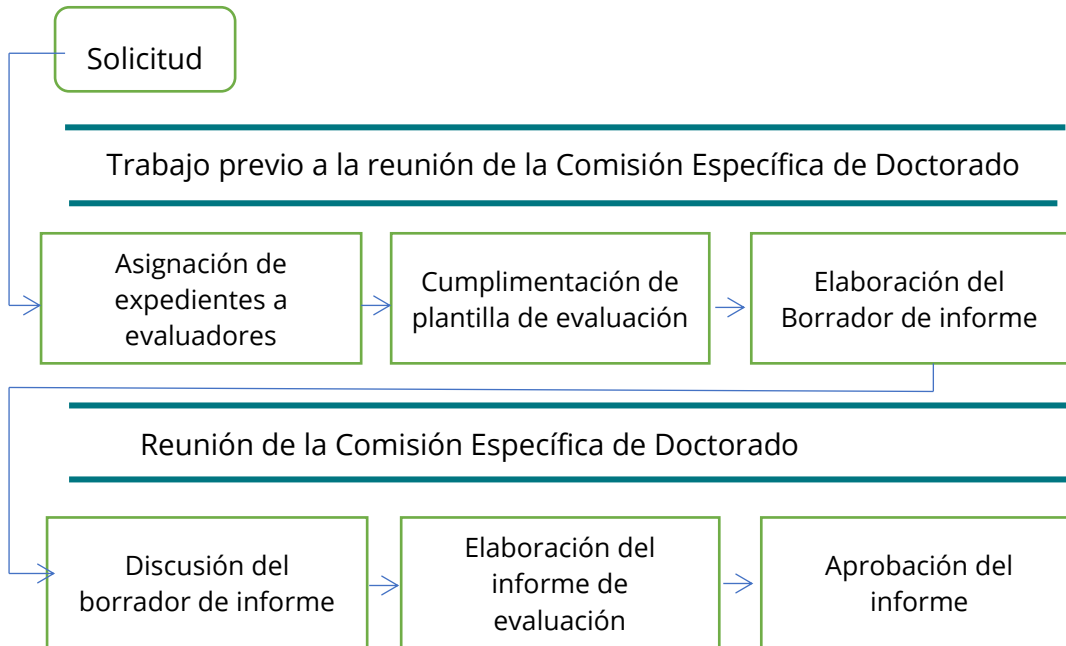 Solicitud
Trabajo previo a la reunión de la Comisión Específica de Doctorado
Asignación de
expedientes a
evaluadores
Cumplimentación de
plantilla de evaluación
Elaboración del
Borrador de informe
Reunión de la Comisión Específica de Doctorado
Discusión del
borrador de informe
Elaboración del
informe de
evaluación
Aprobación del
informe